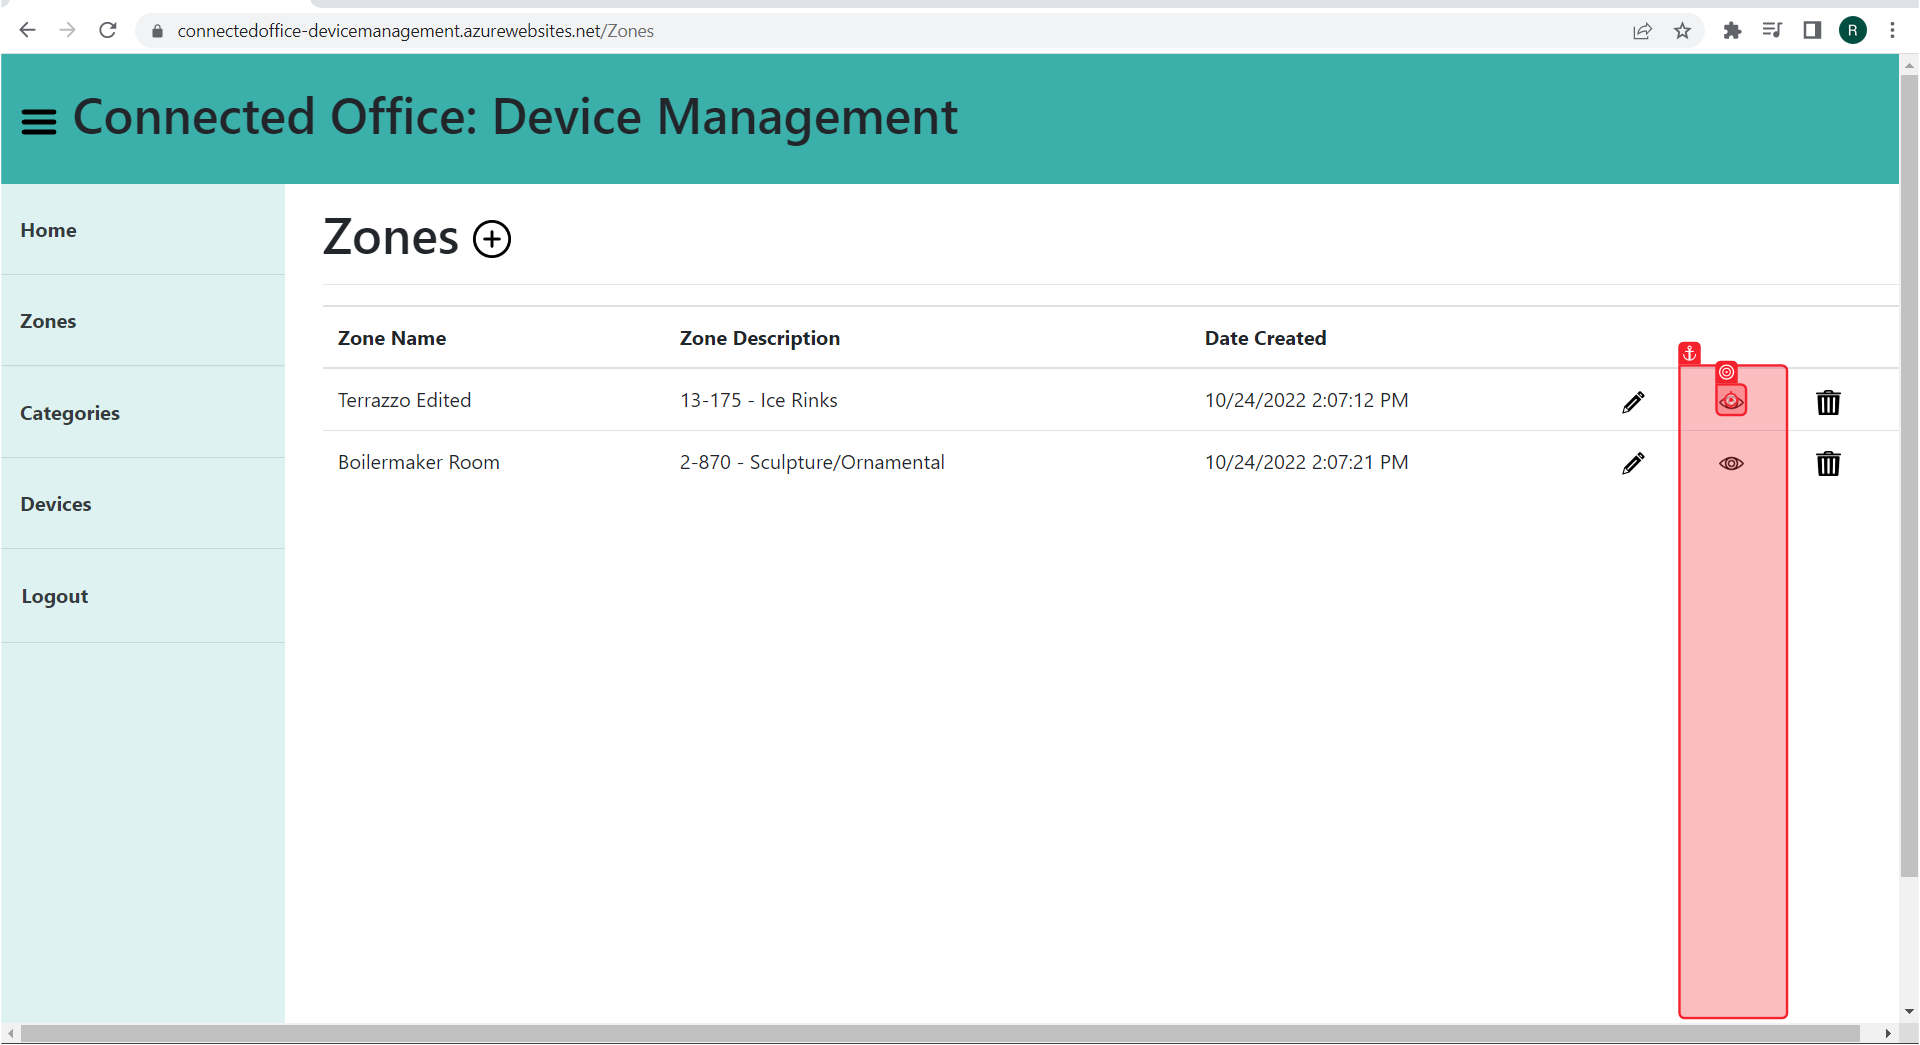 connectedoffice-devicemanagement.azurewebsites.net/Zones
R
Connected Office: Device Management
Home
Zones
Categories
Devices
Logout
Zones
Zone Name Zone Description Date Created
Terrazzo Edited 13-175 - Ice Rinks 10/24/2022 2:07:12 PM
Boilermaker Room 2-870 - Sculpture/Ornamental 10/24/2022 2:07:21 PM